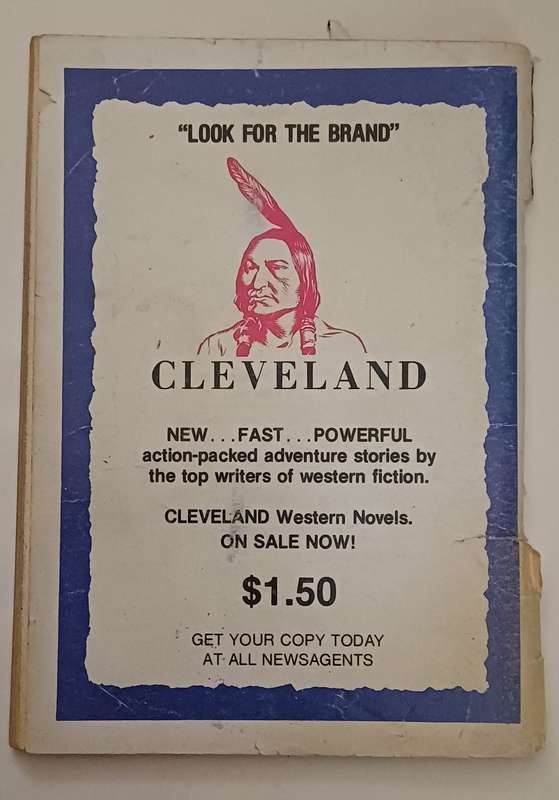 “LOOK FOR THE BRAND”
CLEVELAND
NEW...FAST...POWERFUL
action-packed adventure stories by
the top writers of western fiction.
CLEVELAND Western Novels.
ON SALE NOW!
$1.50
GET YOUR COPY TODAY
AT ALL NEWSAGENTS